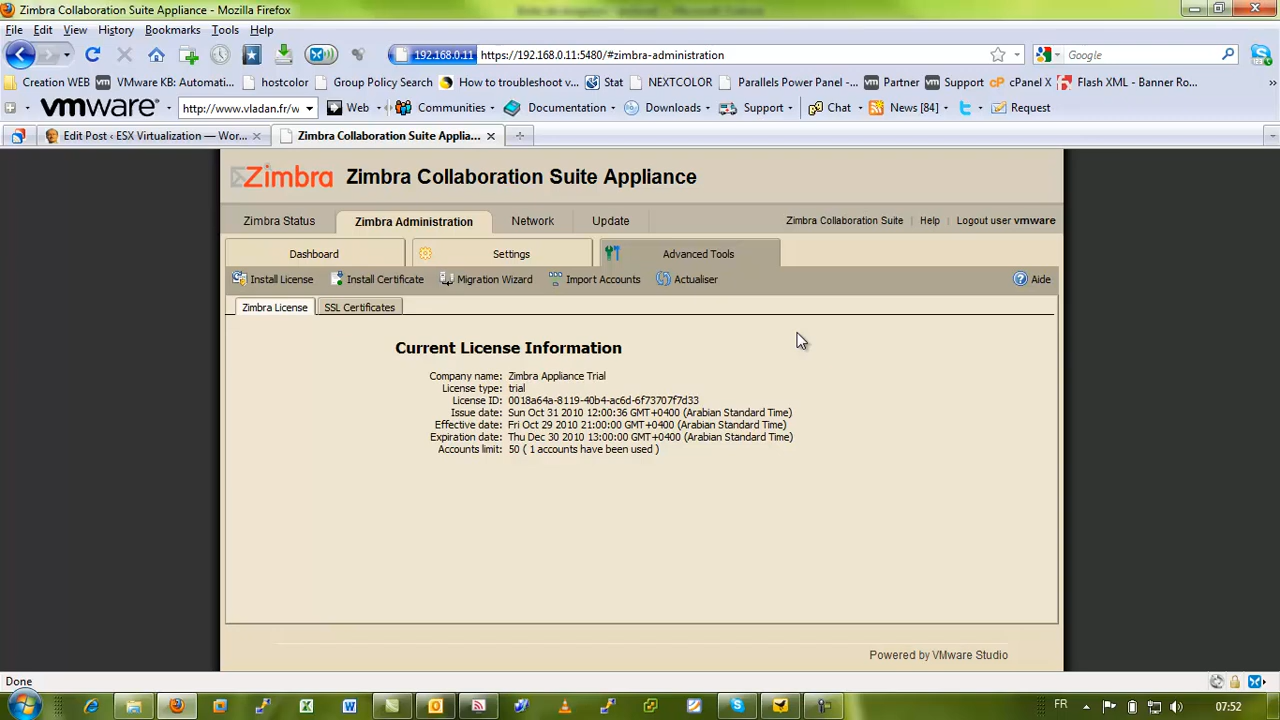 Zimbra Collaboration Suite Appliance - Mozilla Firefox
File Edit View History Bookmarks Tools Help
192.168.0.11 https://192.168.0.11:5480/#zimbra-administration Google
Creation WEB VMware KB: Automati... hostcolor Group Policy Search How to troubleshoot ... Stat NEXTCOLOR Parallels Power Panel -... Partner Support cPanel X Flash XML - Banner Ro... »
vmware http://www.vladan.fr/w Web Communities Documentation Downloads Support Chat News [84] Request
Edit Post ‹ ESX Virtualization — Wor... Zimbra Collaboration Suite Applia...
Zimbra Zimbra Collaboration Suite Appliance
Zimbra Status Zimbra Administration Network Update Zimbra Collaboration Suite | Help | Logout user vmware
Dashboard Settings Advanced Tools
Install License Install Certificate Migration Wizard Import Accounts Actualiser Aide
Zimbra License SSL Certificates
Current License Information
Company name: Zimbra Appliance Trial
License type: trial
License ID: 0018a64a-8119-40b4-ac6d-6f73707f7d33
Issue date: Sun Oct 31 2010 12:00:36 GMT+0400 (Arabian Standard Time)
Effective date: Fri Oct 29 2010 21:00:00 GMT+0400 (Arabian Standard Time)
Expiration date: Thu Dec 30 2010 13:00:00 GMT+0400 (Arabian Standard Time)
Accounts limit: 50 ( 1 accounts have been used )
Powered by VMware Studio
Done
FR 07:52